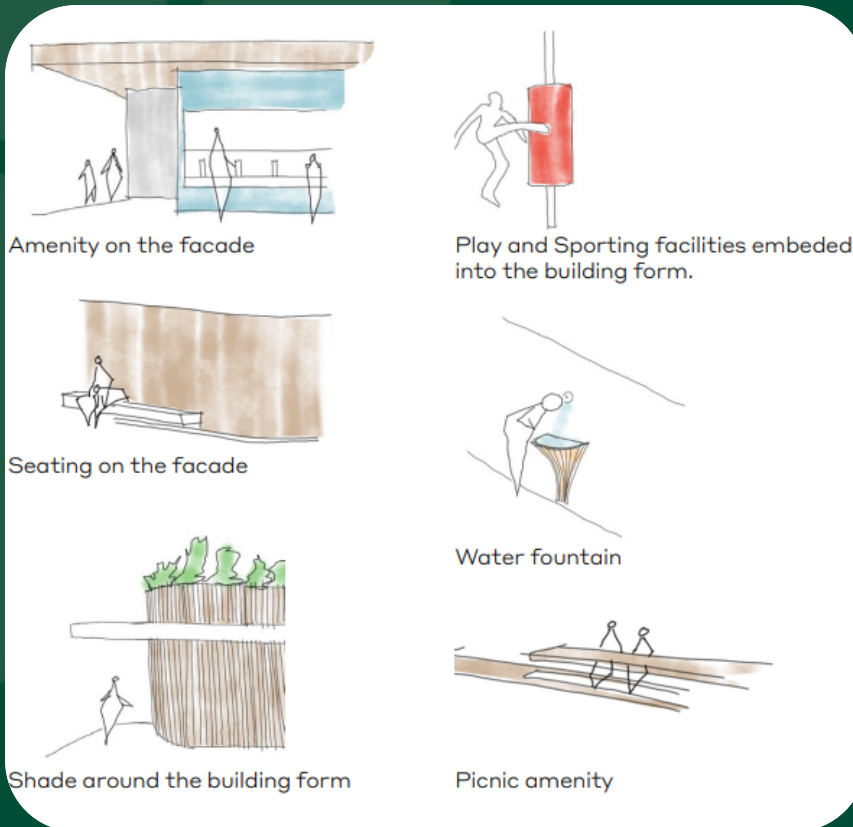 Amenity on the facade
Play and Sporting facilities embeded
into the building form.
Seating on the facade
Water fountain
Shade around the building form
Picnic amenity